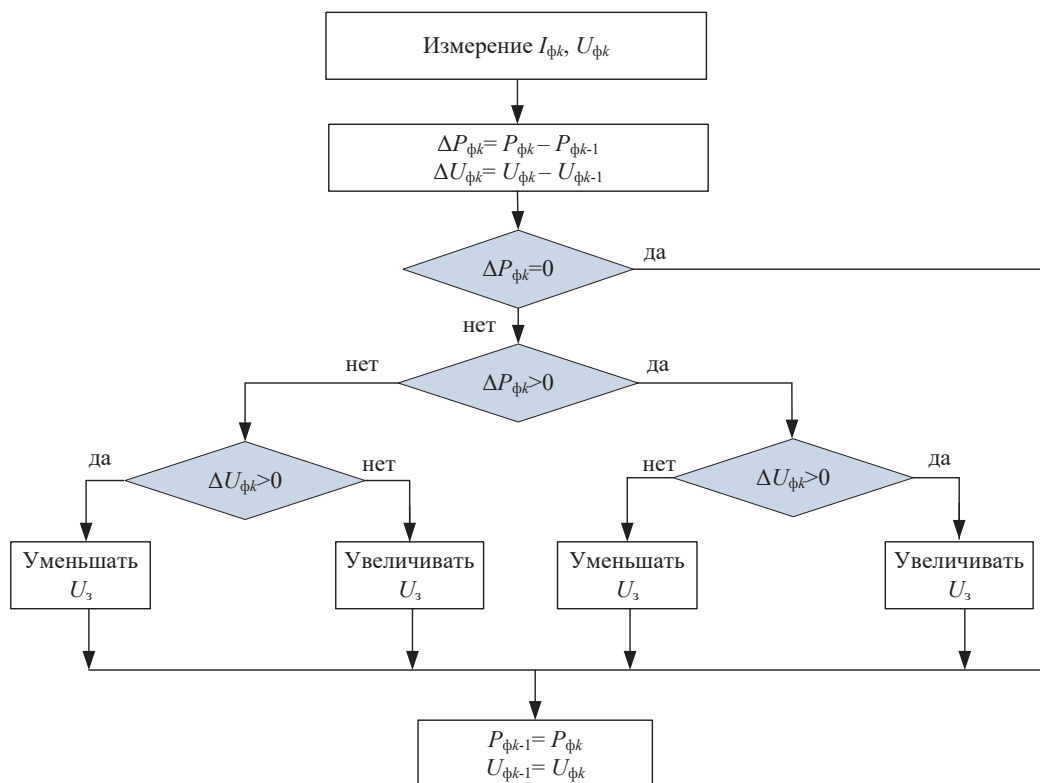 Измерение Iфk, Uфk
ΔPфk= Pфk – Pфk-1
ΔUфk= Uфk – Uфk-1
ΔPфk=0
да
нет
нет
ΔPфk>0
да
да
ΔUфk>0
нет
нет
ΔUфk>0
да
Уменьшать
Uз
Увеличивать
Uз
Уменьшать
Uз
Увеличивать
Uз
Pфk-1= Pфk
Uфk-1= Uфk